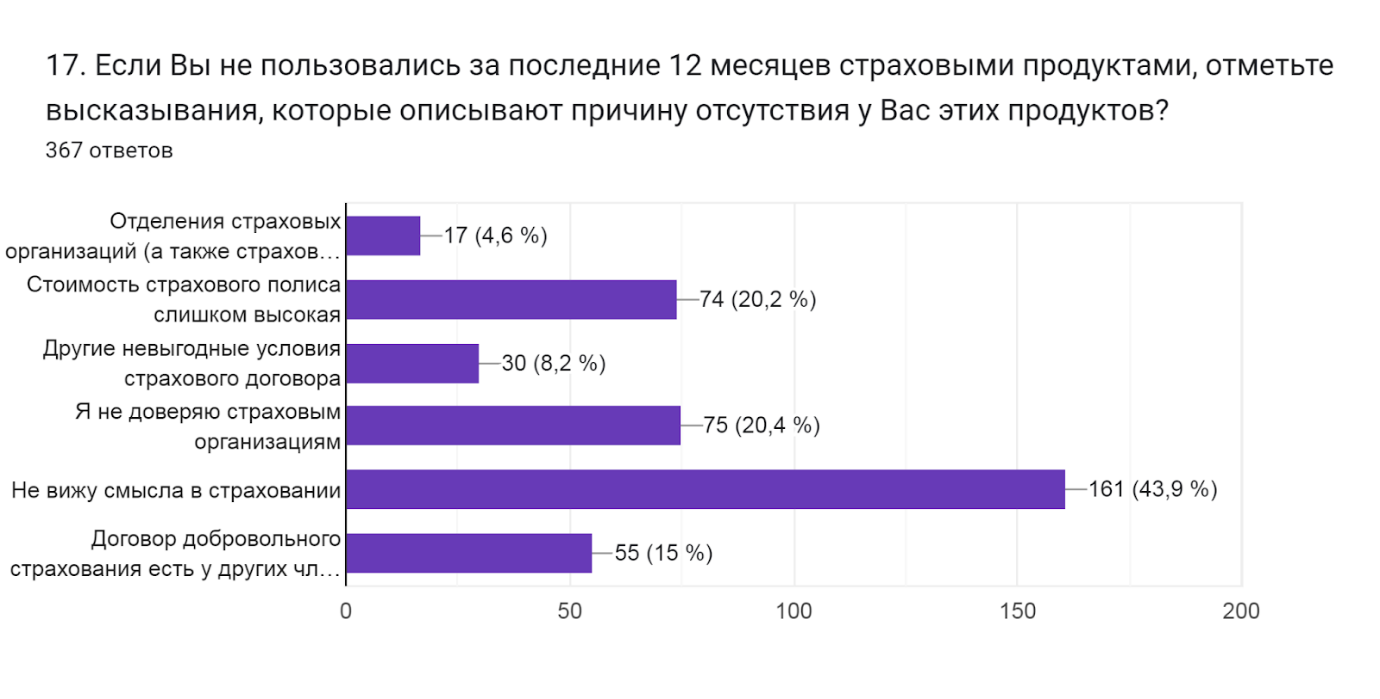 17. Если Вы не пользовались за последние 12 месяцев страховыми продуктами, отметьте
высказывания, которые описывают причину отсутствия у Вас этих продуктов?
367 ответов
Отделения страховых
организаций (а также страхов…
17 (4,6 %)
Стоимость страхового полиса
слишком высокая
74 (20,2 %)
Другие невыгодные условия
страхового договора
30 (8,2 %)
Я не доверяю страховым
организациям
75 (20,4 %)
Не вижу смысла в страховании
161 (43,9 %)
Договор добровольного
страхования есть у других чл…
55 (15 %)
0 50 100 150 200